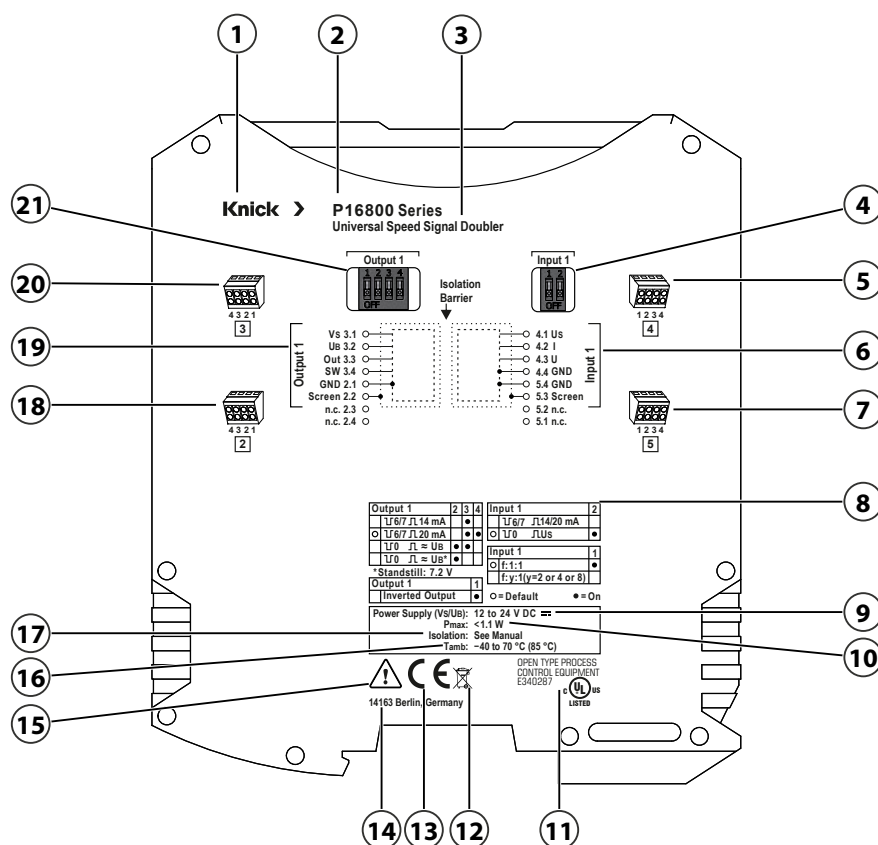 1 2 3
Knick >
P16800 Series
Universal Speed Signal Doubler
21 4
Output 1
1 2 3 4
OFF
Input 1
1 2
OFF
Isolation
Barrier
20 5
4 3 2 1
3
1 2 3 4
4
19 6
Output 1
Vs 3.1
UB 3.2
Out 3.3
SW 3.4
GND 2.1
Screen 2.2
n.c. 2.3
n.c. 2.4
4.1 Us
4.2 I
4.3 U
4.4 GND
5.4 GND
5.3 Screen
5.2 n.c.
5.1 n.c.
Input 1
18 7
4 3 2 1
2
1 2 3 4
5
8
Output 1 2 3 4
6/7 14 mA •
○ 6/7 20 mA • •
0 ≈ UB • •
0 ≈ UB* •
*Standstill: 7.2 V
Output 1 1
Inverted Output •
Input 1 2
6/7 14/20 mA
○ 0 Us •
Input 1 1
○ f:1:1 •
f:y:1(y=2 or 4 or 8)
○=Default •=On
17 9
Power Supply (Vs/UB): 12 to 24 V DC
Pmax: <1.1 W
Isolation: See Manual
Tamb: −40 to 70 °C (85 °C)
16 10
15
CE
OPEN TYPE PROCESS
CONTROL EQUIPMENT
E340287
C UL US
LISTED
14163 Berlin, Germany
14 13 12 11